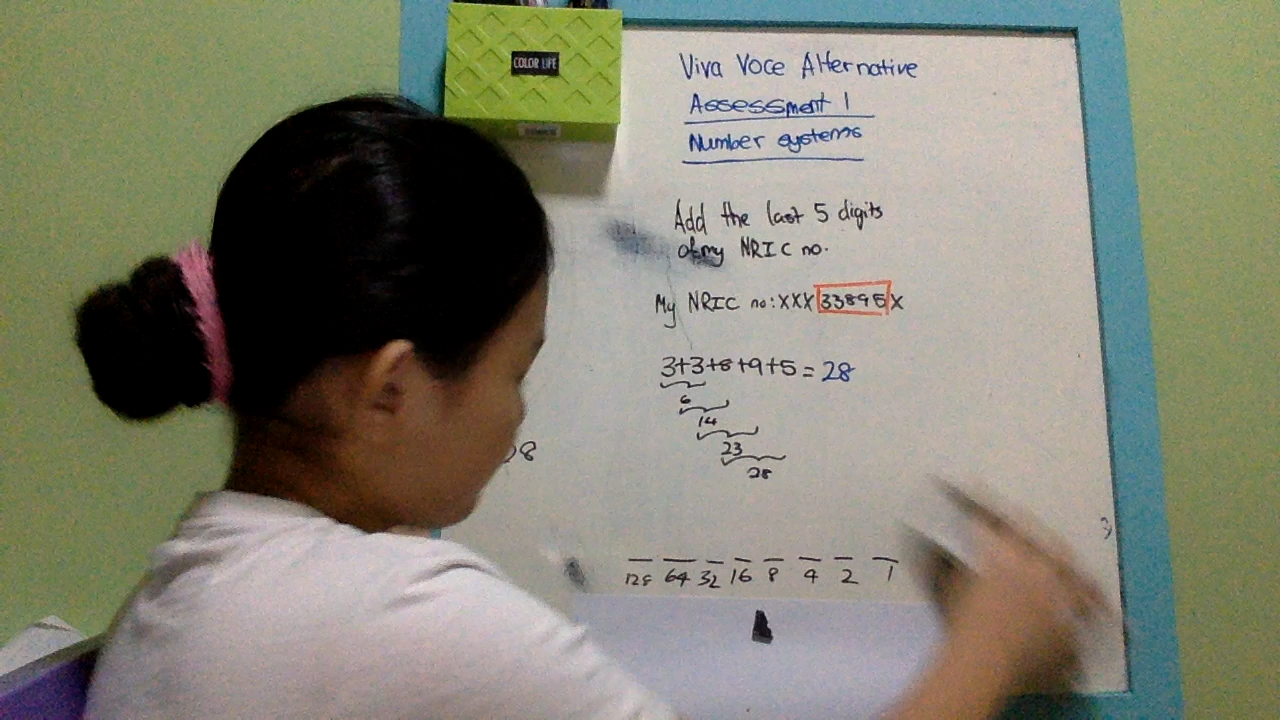 COLOR LIFE
Viva Voce Alternative
Assessment 1
Number systems
Add the last 5 digits
of my NRIC no.
My NRIC no: XXX33895X
3+3+8+9+5 = 28
6
14
23
28
28
128 64 32 16 8 4 2 1